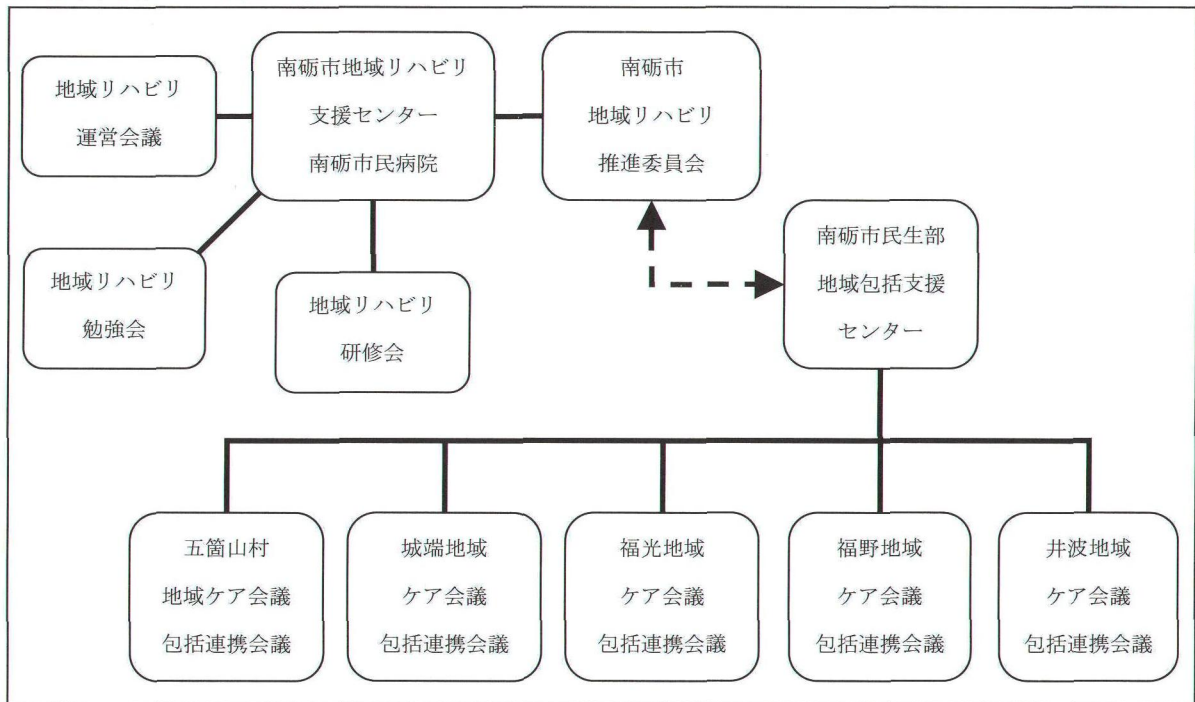 地域リハビリ
運営会議
南砺市地域リハビリ
支援センター
南砺市民病院
南砺市
地域リハビリ
推進委員会
地域リハビリ
勉強会
地域リハビリ
研修会
南砺市民生部
地域包括支援
センター
五箇山村
地域ケア会議
包括連携会議
城端地域
ケア会議
包括連携会議
福光地域
ケア会議
包括連携会議
福野地域
ケア会議
包括連携会議
井波地域
ケア会議
包括連携会議